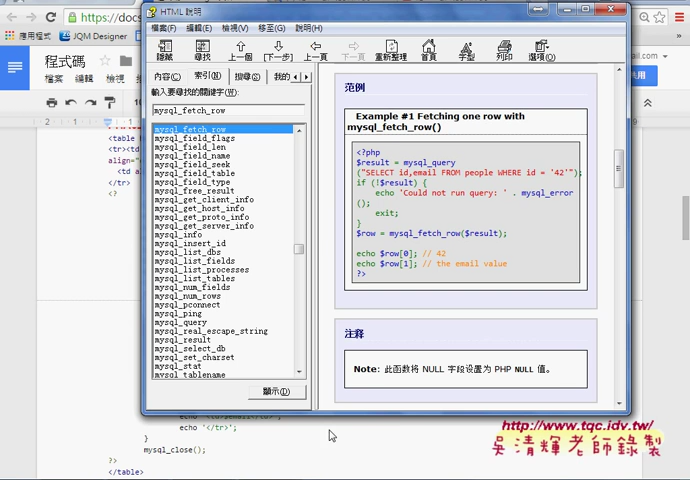 HTML 說明
檔案(F) 編輯(E) 檢視(V) 移至(G) 說明(H)
隱藏 尋找 上一個 [下一步] 上一頁 下一頁 重新整理 首頁 字型 列印 選項(O)
https://docs
應用程式 JQM Designer
程式碼
檔案 編輯 檢視
mail.com
共用
內容(C) 索引(N) 搜尋(S) 我的
輸入要尋找的關鍵字(W):
mysql_fetch_row
mysql_fetch_row
mysql_field_flags
mysql_field_len
mysql_field_name
mysql_field_seek
mysql_field_table
mysql_field_type
mysql_free_result
mysql_get_client_info
mysql_get_host_info
mysql_get_proto_info
mysql_get_server_info
mysql_info
mysql_insert_id
mysql_list_dbs
mysql_list_fields
mysql_list_processes
mysql_list_tables
mysql_num_fields
mysql_num_rows
mysql_pconnect
mysql_ping
mysql_query
mysql_real_escape_string
mysql_result
mysql_select_db
mysql_set_charset
mysql_stat
mysql_tablename
顯示(D)
范例
Example #1 Fetching one row with
mysql_fetch_row()
<?php
$result = mysql_query
("SELECT id,email FROM people WHERE id = '42'");
if (!$result) {
echo 'Could not run query: ' . mysql_error
();
exit;
}
$row = mysql_fetch_row($result);
echo $row[0]; // 42
echo $row[1]; // the email value
?>
注释
Note: 此函数将 NULL 字段设置为 PHP NULL 值。
<table
<tr><td
align="
<td a
</tr>
<?
echo '</tr>';
}
mysql_close();
?>
</table>
http://www.tqc.idv.tw/
吳清輝老師錄製